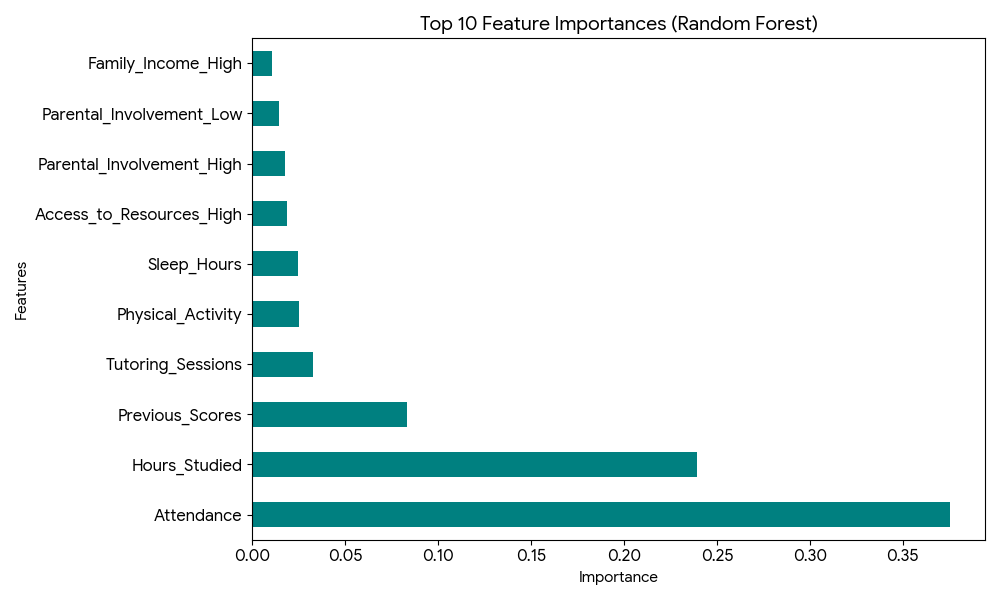 Top 10 Feature Importances (Random Forest)
Family_Income_High
Parental_Involvement_Low
Parental_Involvement_High
Access_to_Resources_High
Sleep_Hours
Physical_Activity
Tutoring_Sessions
Previous_Scores
Hours_Studied
Attendance
Features
0.00 0.05 0.10 0.15 0.20 0.25 0.30 0.35
Importance